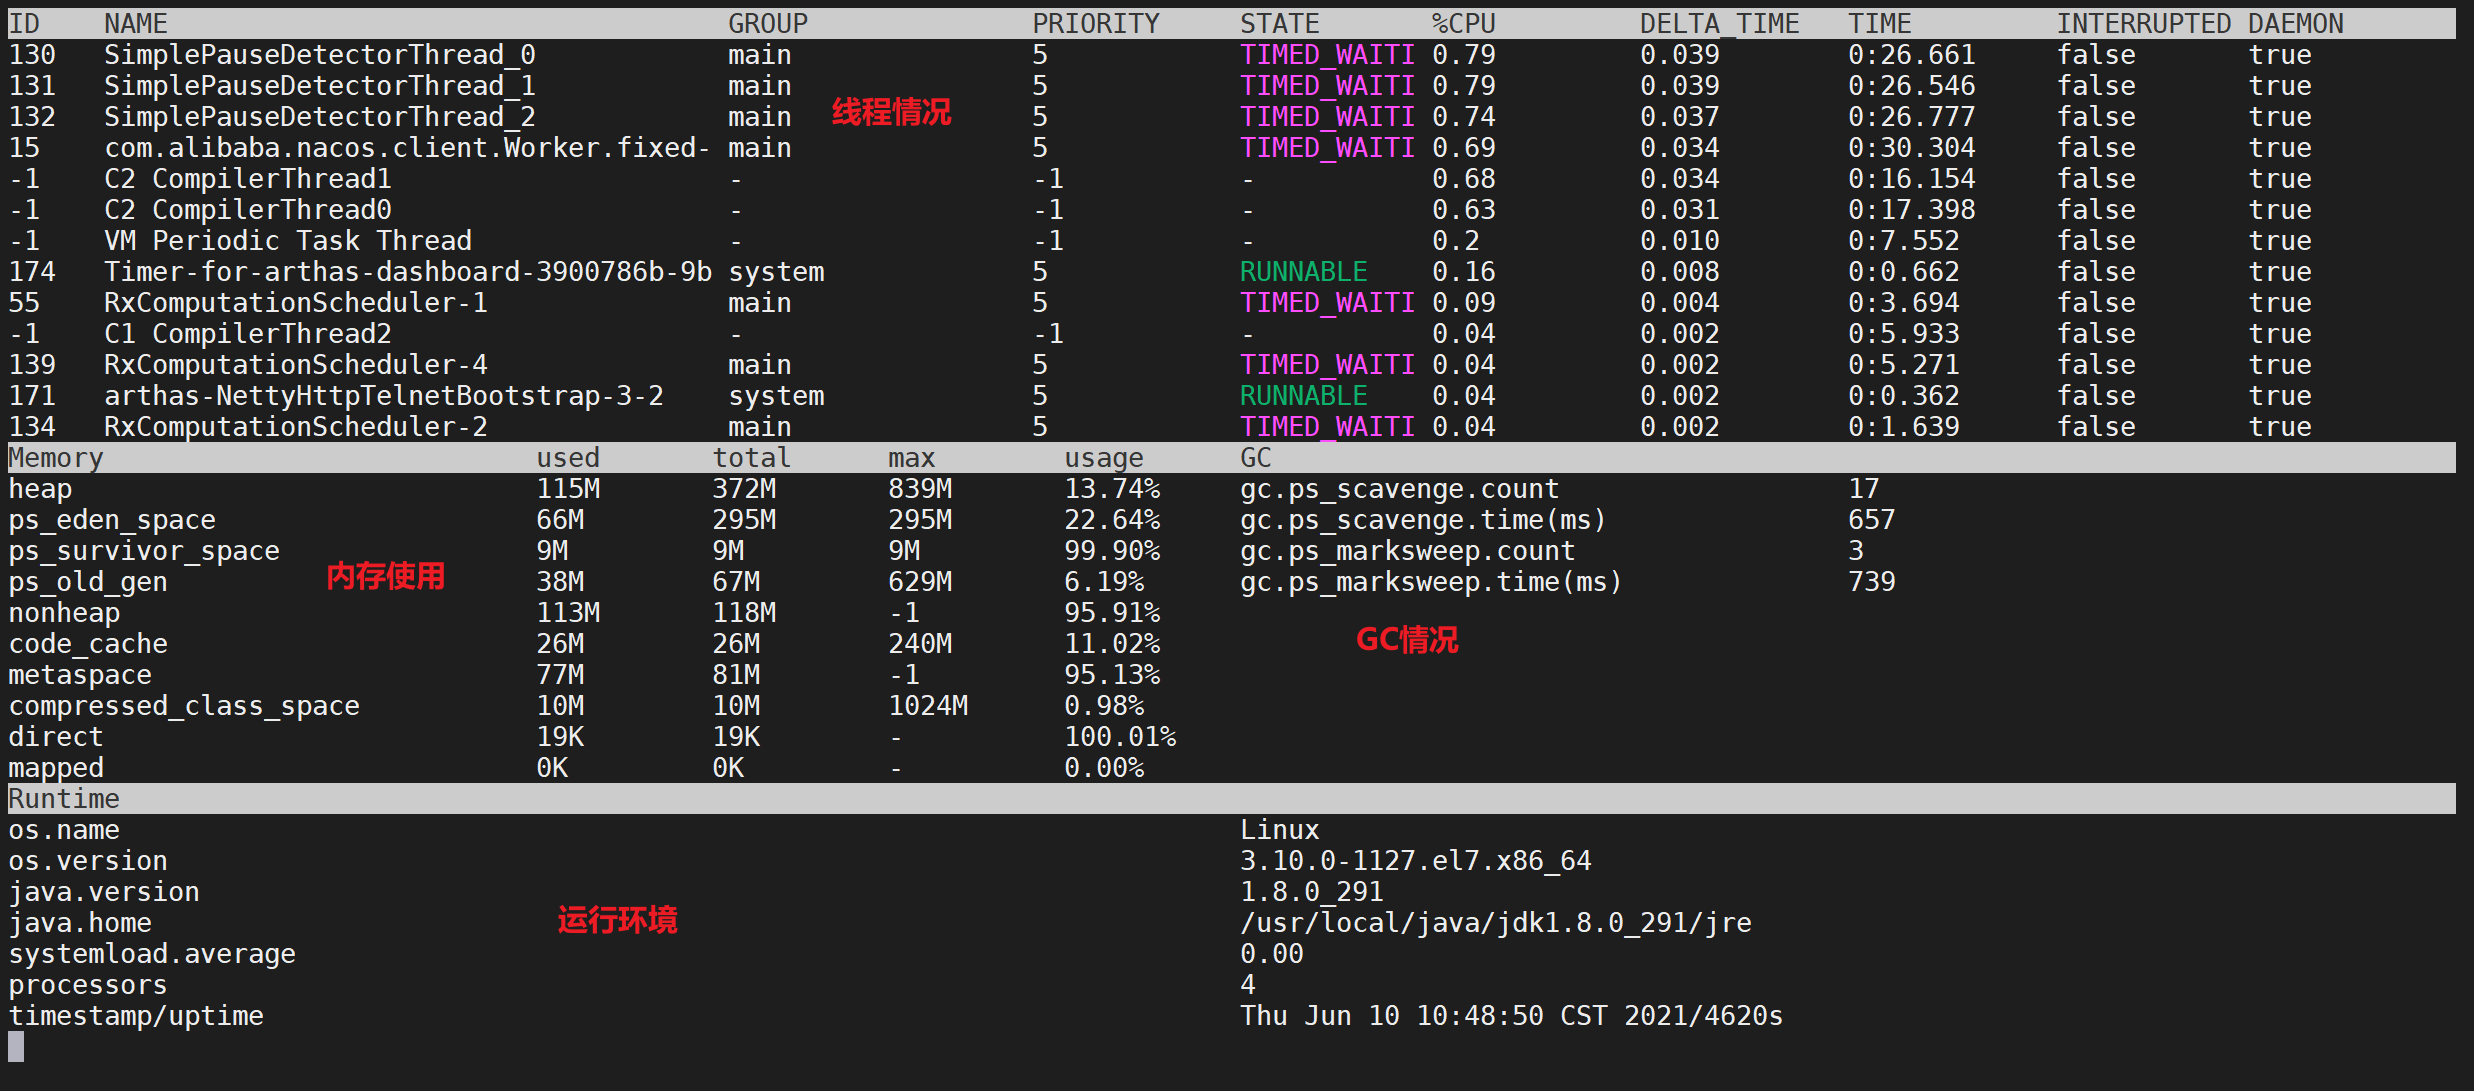 ID NAME GROUP PRIORITY STATE %CPU DELTA_TIME TIME INTERRUPTED DAEMON
130 SimplePauseDetectorThread_0 main 5 TIMED_WAITI 0.79 0.039 0:26.661 false true
131 SimplePauseDetectorThread_1 main 5 TIMED_WAITI 0.79 0.039 0:26.546 false true
132 SimplePauseDetectorThread_2 main 线程情况 5 TIMED_WAITI 0.74 0.037 0:26.777 false true
15 com.alibaba.nacos.client.Worker.fixed- main 5 TIMED_WAITI 0.69 0.034 0:30.304 false true
-1 C2 CompilerThread1 - -1 - 0.68 0.034 0:16.154 false true
-1 C2 CompilerThread0 - -1 - 0.63 0.031 0:17.398 false true
-1 VM Periodic Task Thread - -1 - 0.2 0.010 0:7.552 false true
174 Timer-for-arthas-dashboard-3900786b-9b system 5 RUNNABLE 0.16 0.008 0:0.662 false true
55 RxComputationScheduler-1 main 5 TIMED_WAITI 0.09 0.004 0:3.694 false true
-1 C1 CompilerThread2 - -1 - 0.04 0.002 0:5.933 false true
139 RxComputationScheduler-4 main 5 TIMED_WAITI 0.04 0.002 0:5.271 false true
171 arthas-NettyHttpTelnetBootstrap-3-2 system 5 RUNNABLE 0.04 0.002 0:0.362 false true
134 RxComputationScheduler-2 main 5 TIMED_WAITI 0.04 0.002 0:1.639 false true
Memory used total max usage GC
heap 115M 372M 839M 13.74% gc.ps_scavenge.count 17
ps_eden_space 66M 295M 295M 22.64% gc.ps_scavenge.time(ms) 657
ps_survivor_space 9M 9M 9M 99.90% gc.ps_marksweep.count 3
ps_old_gen 内存使用 38M 67M 629M 6.19% gc.ps_marksweep.time(ms) 739
nonheap 113M 118M -1 95.91%
code_cache 26M 26M 240M 11.02% GC情况
metaspace 77M 81M -1 95.13%
compressed_class_space 10M 10M 1024M 0.98%
direct 19K 19K - 100.01%
mapped 0K 0K - 0.00%
Runtime
os.name Linux
os.version 3.10.0-1127.el7.x86_64
java.version 1.8.0_291
java.home 运行环境 /usr/local/java/jdk1.8.0_291/jre
systemload.average 0.00
processors 4
timestamp/uptime Thu Jun 10 10:48:50 CST 2021/4620s